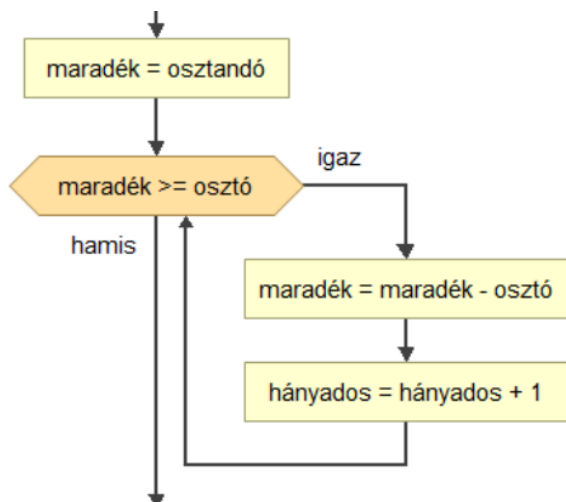 maradék = osztandó
igaz
maradék >= osztó
hamis
maradék = maradék - osztó
hányados = hányados + 1